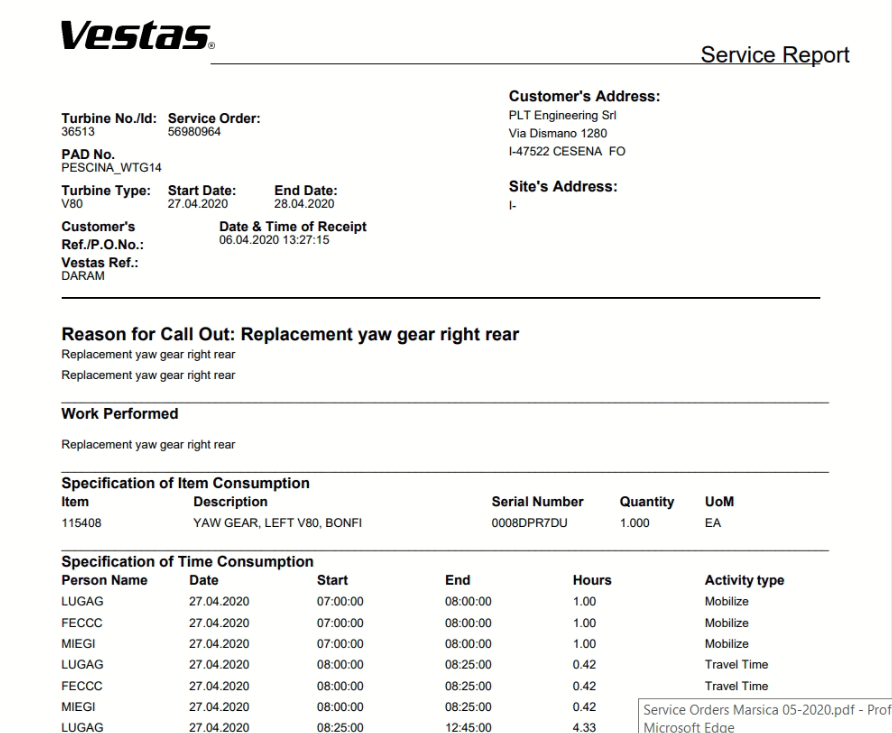 Vestas®
Service Report
Customer's Address:
PLT Engineering Srl
Via Dismano 1280
I-47522 CESENA FO
Site's Address:
I-
Turbine No./Id: Service Order:
36513 56980964
PAD No.
PESCINA_WTG14
Turbine Type: Start Date: End Date:
V80 27.04.2020 28.04.2020
Customer's Date & Time of Receipt
Ref./P.O.No.: 06.04.2020 13:27:15
Vestas Ref.:
DARAM
Reason for Call Out: Replacement yaw gear right rear
Replacement yaw gear right rear
Replacement yaw gear right rear
Work Performed
Replacement yaw gear right rear
Specification of Item Consumption
Item Description Serial Number Quantity UoM
115408 YAW GEAR, LEFT V80, BONFI 0008DPR7DU 1.000 EA
Specification of Time Consumption
Person Name Date Start End Hours Activity type
LUGAG 27.04.2020 07:00:00 08:00:00 1.00 Mobilize
FECCC 27.04.2020 07:00:00 08:00:00 1.00 Mobilize
MIEGI 27.04.2020 07:00:00 08:00:00 1.00 Mobilize
LUGAG 27.04.2020 08:00:00 08:25:00 0.42 Travel Time
FECCC 27.04.2020 08:00:00 08:25:00 0.42 Travel Time
MIEGI 27.04.2020 08:00:00 08:25:00 0.42
LUGAG 27.04.2020 08:25:00 12:45:00 4.33
Service Orders Marsica 05-2020.pdf - Prof
Microsoft Edge